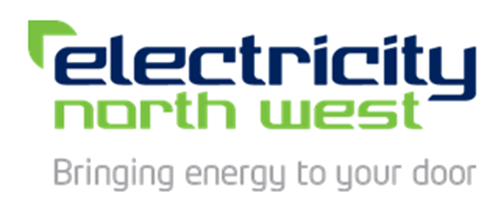 electricity
north west
Bringing energy to your door